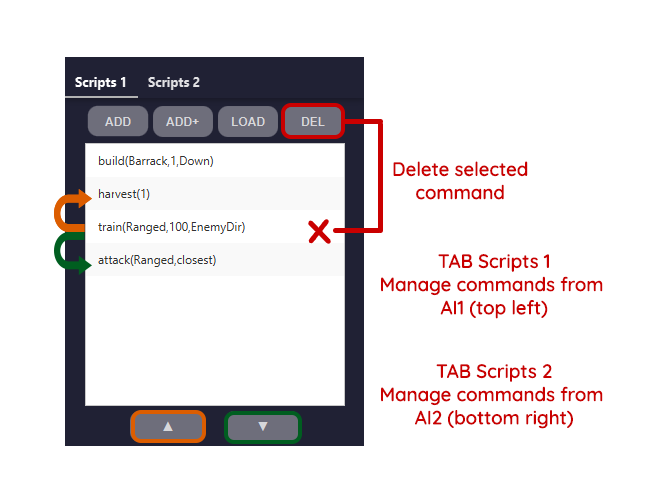 Scripts 1 Scripts 2
ADD ADD+ LOAD DEL
build(Barrack,1,Down)
harvest(1)
train(Ranged,100,EnemyDir)
attack(Ranged,closest)
▲ ▼
Delete selected
command
TAB Scripts 1
Manage commands from
AI1 (top left)
TAB Scripts 2
Manage commands from
AI2 (bottom right)